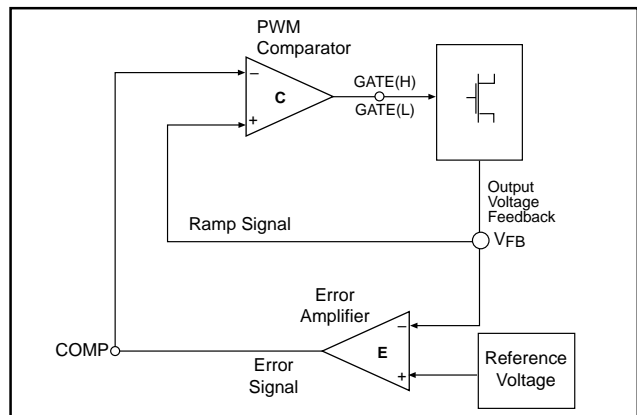 PWM
Comparator
−
C
+
GATE(H)
GATE(L)
Output
Voltage
Feedback
Ramp Signal
VFB
Error
Amplifier
−
COMP
E
Error
Signal
+
Reference
Voltage